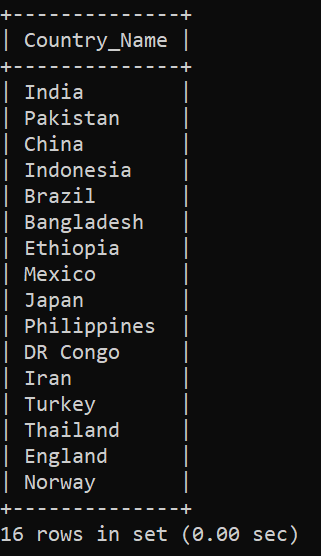 +--------------+
| Country_Name |
+--------------+
| India        |
| Pakistan     |
| China        |
| Indonesia    |
| Brazil       |
| Bangladesh   |
| Ethiopia     |
| Mexico       |
| Japan        |
| Philippines  |
| DR Congo     |
| Iran         |
| Turkey       |
| Thailand     |
| England      |
| Norway       |
+--------------+
16 rows in set (0.00 sec)